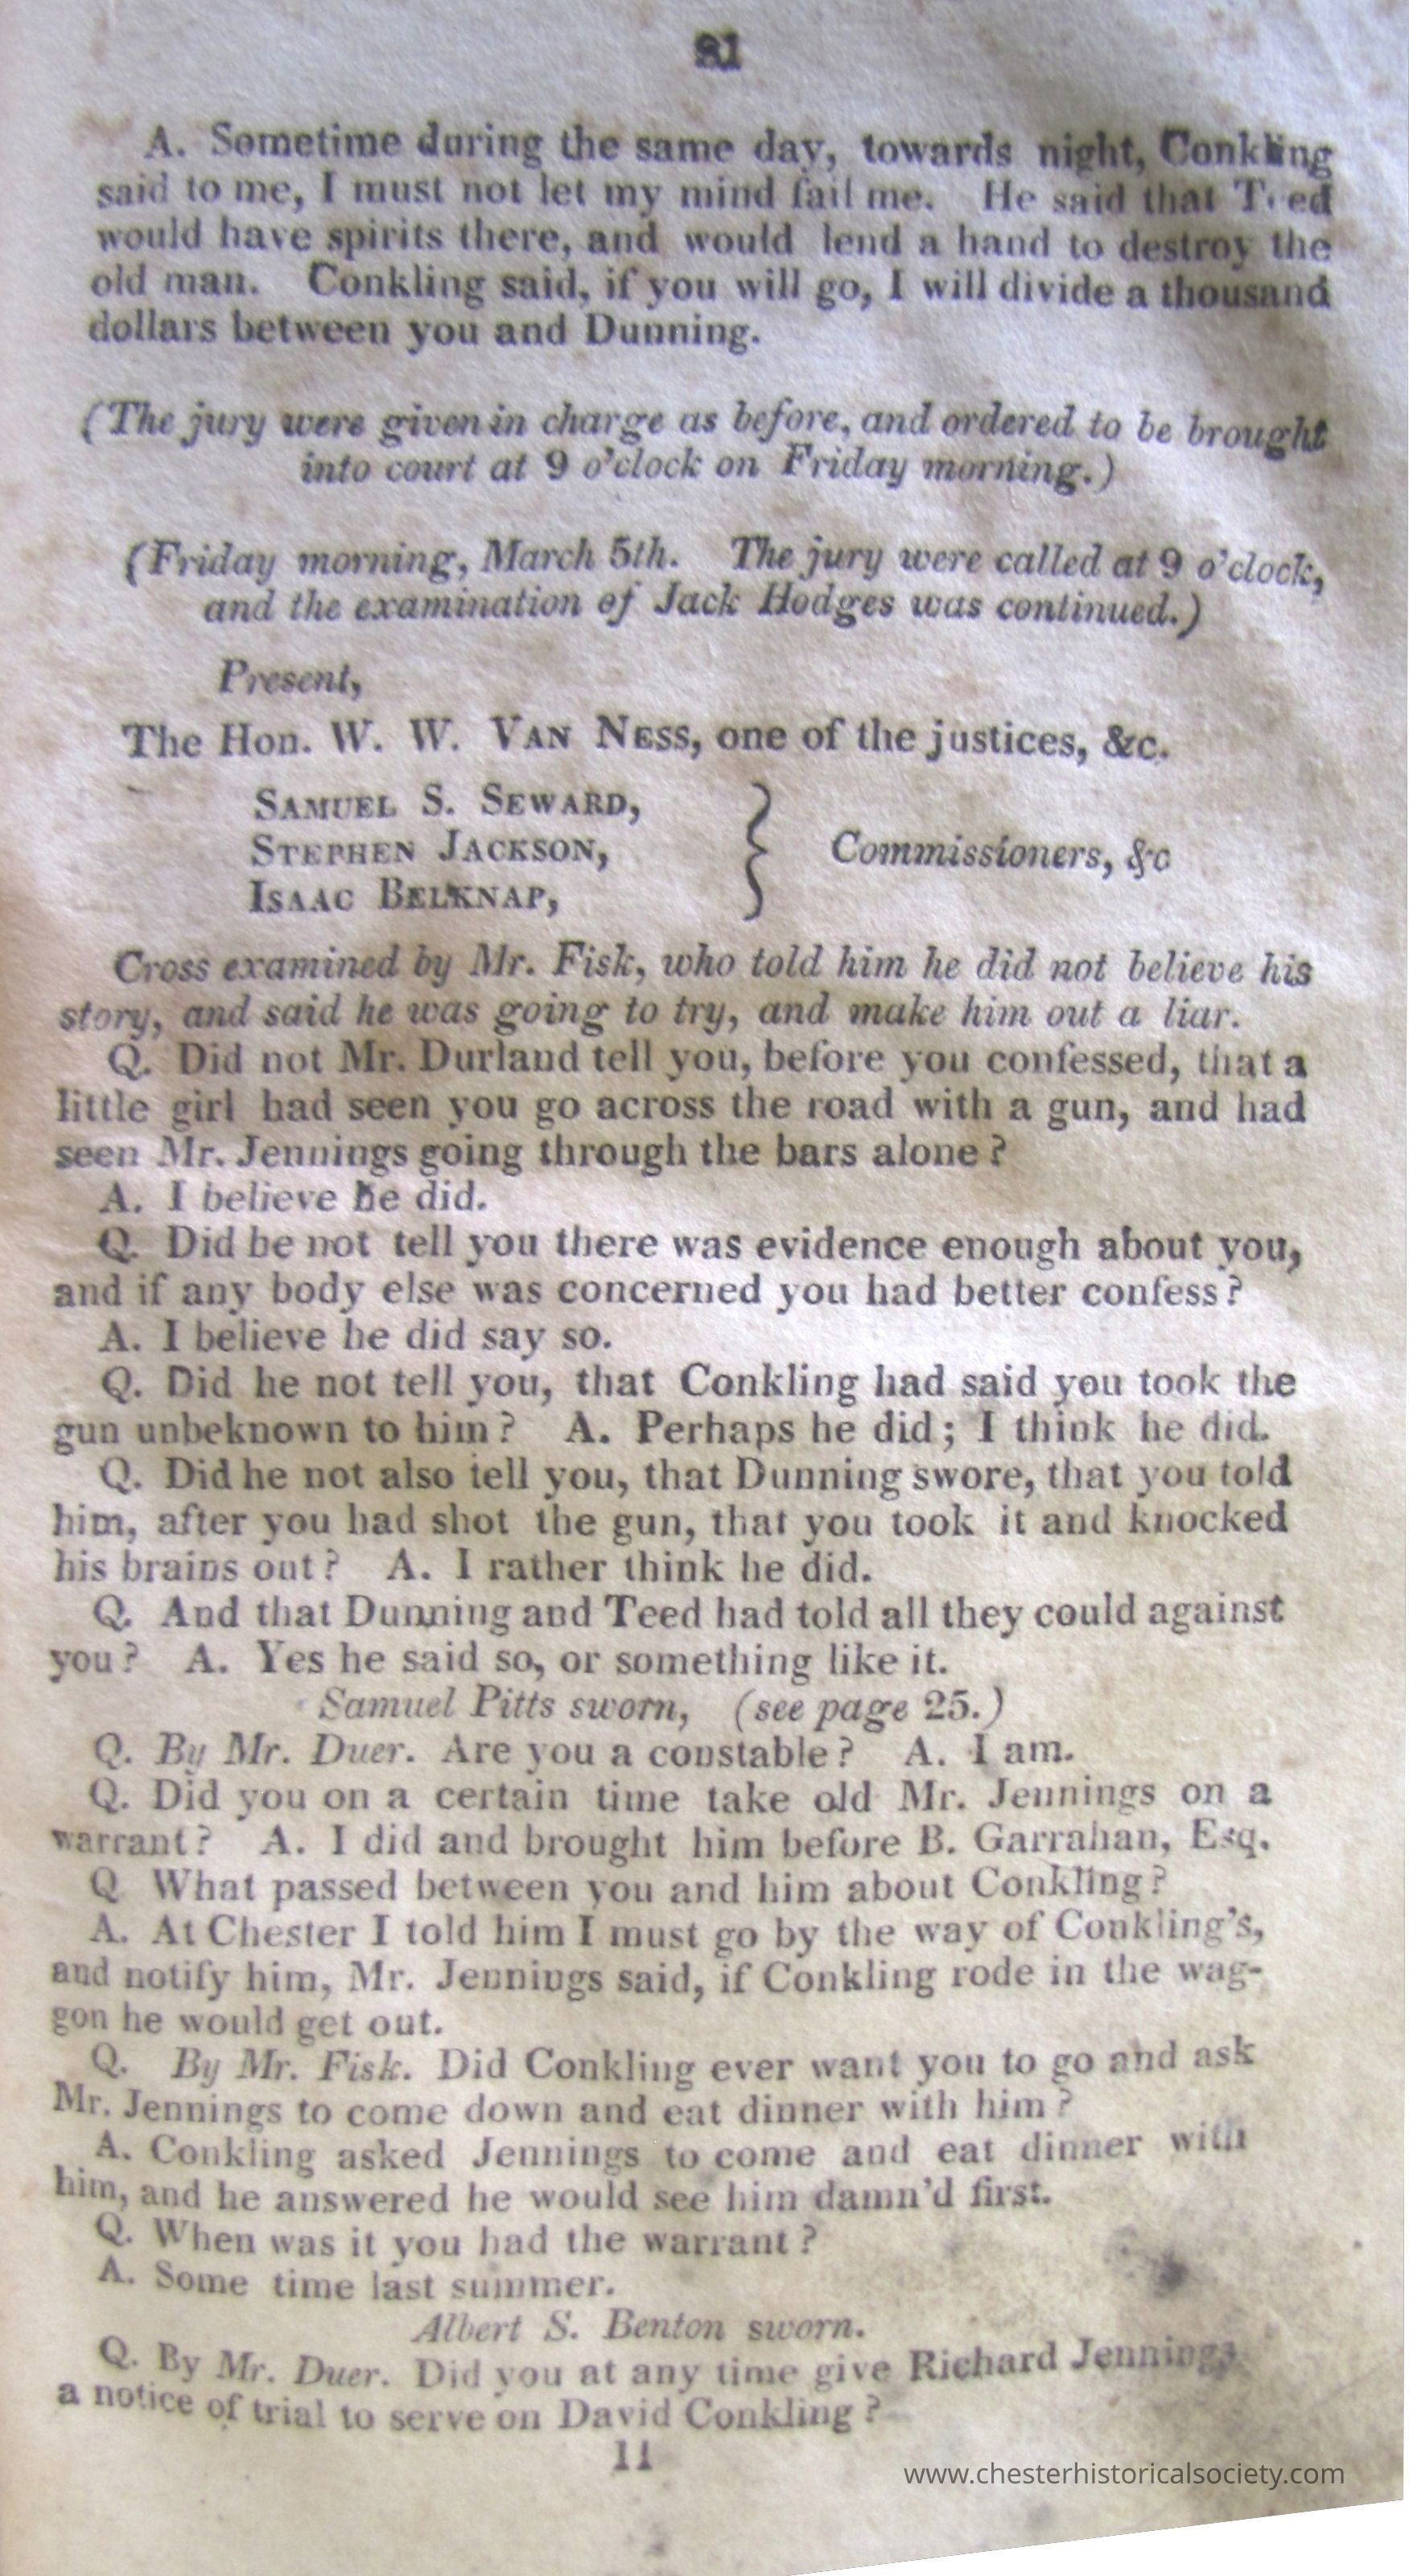 81
A. Sometime during the same day, towards night, Conkling
said to me, I must not let my mind fail me. He said that Teed
would have spirits there, and would lend a hand to destroy the
old man. Conkling said, if you will go, I will divide a thousand
dollars between you and Dunning.
(The jury were given in charge as before, and ordered to be brought
into court at 9 o'clock on Friday morning.)
(Friday morning, March 5th. The jury were called at 9 o'clock,
and the examination of Jack Hodges was continued.)
Present,
The Hon. W. W. VAN NESS, one of the justices, &c.
SAMUEL S. SEWARD,
STEPHEN JACKSON, } Commissioners, &c
ISAAC BELKNAP,
Cross examined by Mr. Fisk, who told him he did not believe his
story, and said he was going to try, and make him out a liar.
Q. Did not Mr. Durland tell you, before you confessed, that a
little girl had seen you go across the road with a gun, and had
seen Mr. Jennings going through the bars alone?
A. I believe he did.
Q. Did he not tell you there was evidence enough about you,
and if any body else was concerned you had better confess?
A. I believe he did say so.
Q. Did he not tell you, that Conkling had said you took the
gun unbeknown to him? A. Perhaps he did; I think he did.
Q. Did he not also tell you, that Dunning swore, that you told
him, after you had shot the gun, that you took it and knocked
his brains out? A. I rather think he did.
Q. And that Dunning and Teed had told all they could against
you? A. Yes he said so, or something like it.
Samuel Pitts sworn, (see page 25.)
Q. By Mr. Duer. Are you a constable? A. I am.
Q. Did you on a certain time take old Mr. Jennings on a
warrant? A. I did and brought him before B. Garrahan, Esq.
Q What passed between you and him about Conkling?
A. At Chester I told him I must go by the way of Conkling's,
and notify him, Mr. Jennings said, if Conkling rode in the wag-
gon he would get out.
Q. By Mr. Fisk. Did Conkling ever want you to go and ask
Mr. Jennings to come down and eat dinner with him?
A. Conkling asked Jennings to come and eat dinner with
him, and he answered he would see him damn'd first.
Q. When was it you had the warrant?
A. Some time last summer.
Albert S. Benton sworn.
Q. By Mr. Duer. Did you at any time give Richard Jennings
a notice of trial to serve on David Conkling?
11
www.chesterhistoricalsociety.com